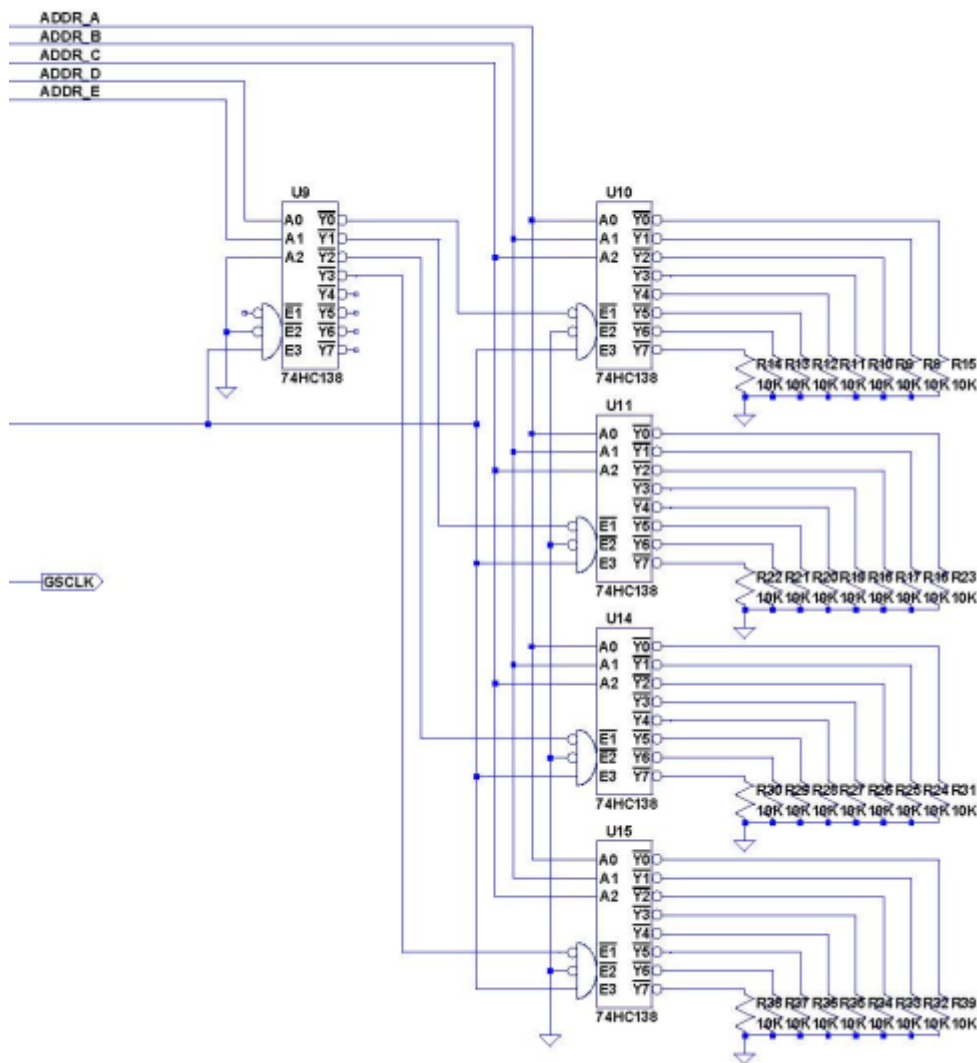 ADDR_A
ADDR_B
ADDR_C
ADDR_D
ADDR_E
U9
A0 Y0
A1 Y1
A2 Y2
Y3
Y4
E1 Y5
E2 Y6
E3 Y7
74HC138
U10
A0 Y0
A1 Y1
A2 Y2
Y3
Y4
E1 Y5
E2 Y6
E3 Y7
74HC138
R14 R13 R12 R11 R10 R9 R8 R15
10K 10K 10K 10K 10K 10K 10K 10K
U11
A0 Y0
A1 Y1
A2 Y2
Y3
Y4
E1 Y5
E2 Y6
E3 Y7
74HC138
R22 R21 R20 R19 R17 R23
10K 10K 10K 10K 10K 10K 10K 10K
GSCLK
U14
A0 Y0
A1 Y1
A2 Y2
Y3
Y4
E1 Y5
E2 Y6
E3 Y7
74HC138
R30 R29 R28 R27 R26 R25 R24 R31
10K 10K 10K 10K 10K 10K 10K 10K
U15
A0 Y0
A1 Y1
A2 Y2
Y3
Y4
E1 Y5
E2 Y6
E3 Y7
74HC138
R37 R34 R33 R32 R39
10K 10K 10K 10K 10K 10K 10K 10K